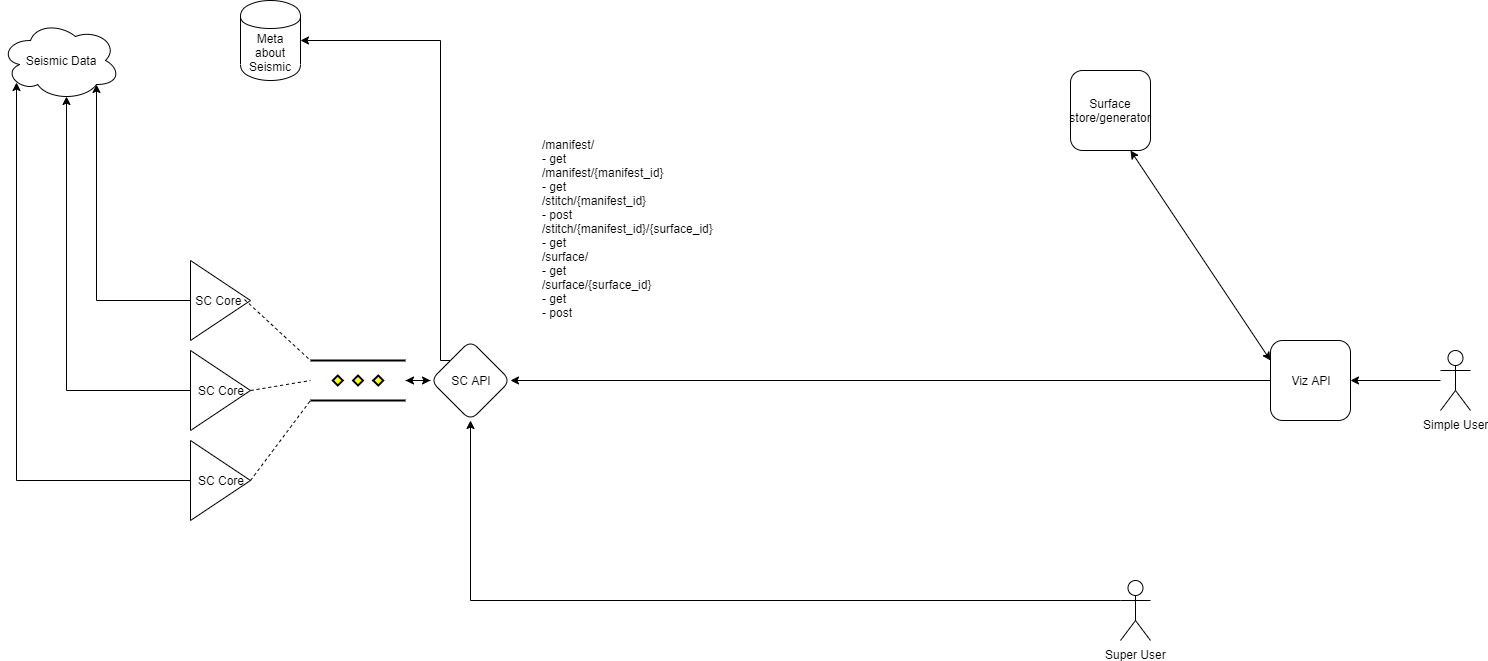 Meta
about
Seismic
Seismic Data
Surface
store/generator
/manifest/
- get
/manifest/{manifest_id}
- get
/stitch/{manifest_id}
- post
/stitch/{manifest_id}/{surface_id}
- get
/surface/
- get
/surface/{surface_id}
- get
- post
SC Core
SC Core
SC Core
SC API
Viz API
Simple User
Super User